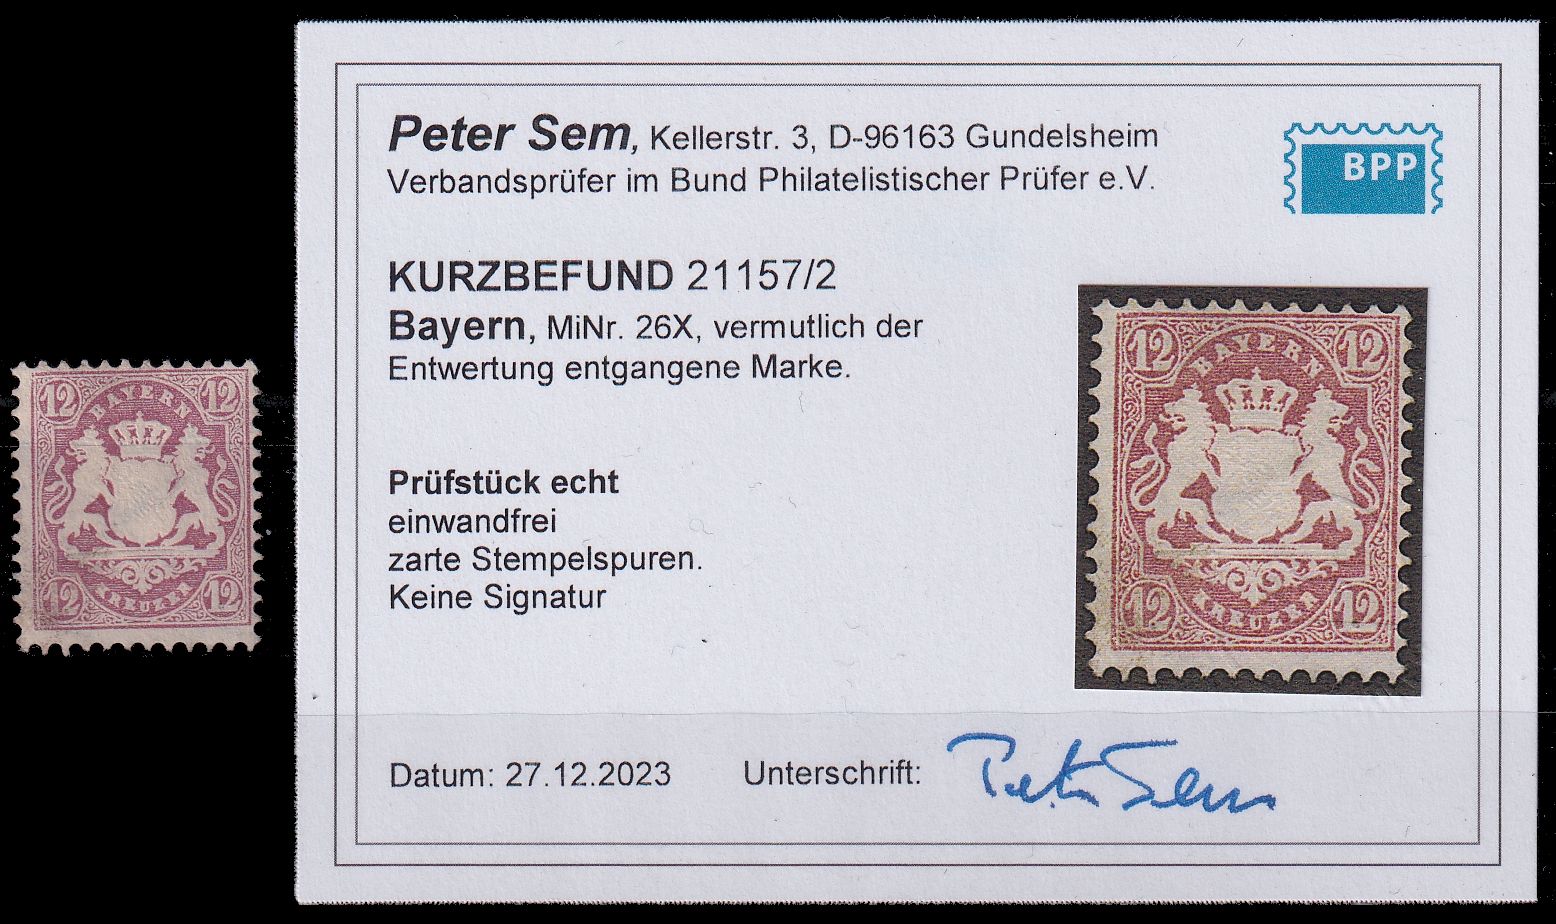 12 12
BAYERN
12 12
KREUZER
Peter Sem, Kellerstr. 3, D-96163 Gundelsheim
Verbandsprüfer im Bund Philatelistischer Prüfer e.V.
BPP
KURZBEFUND 21157/2
Bayern, MiNr. 26X, vermutlich der
Entwertung entgangene Marke.
12 12
BAYERN
12 12
KREUZER
Prüfstück echt
einwandfrei
zarte Stempelspuren.
Keine Signatur
Datum: 27.12.2023 Unterschrift: Peter Sem